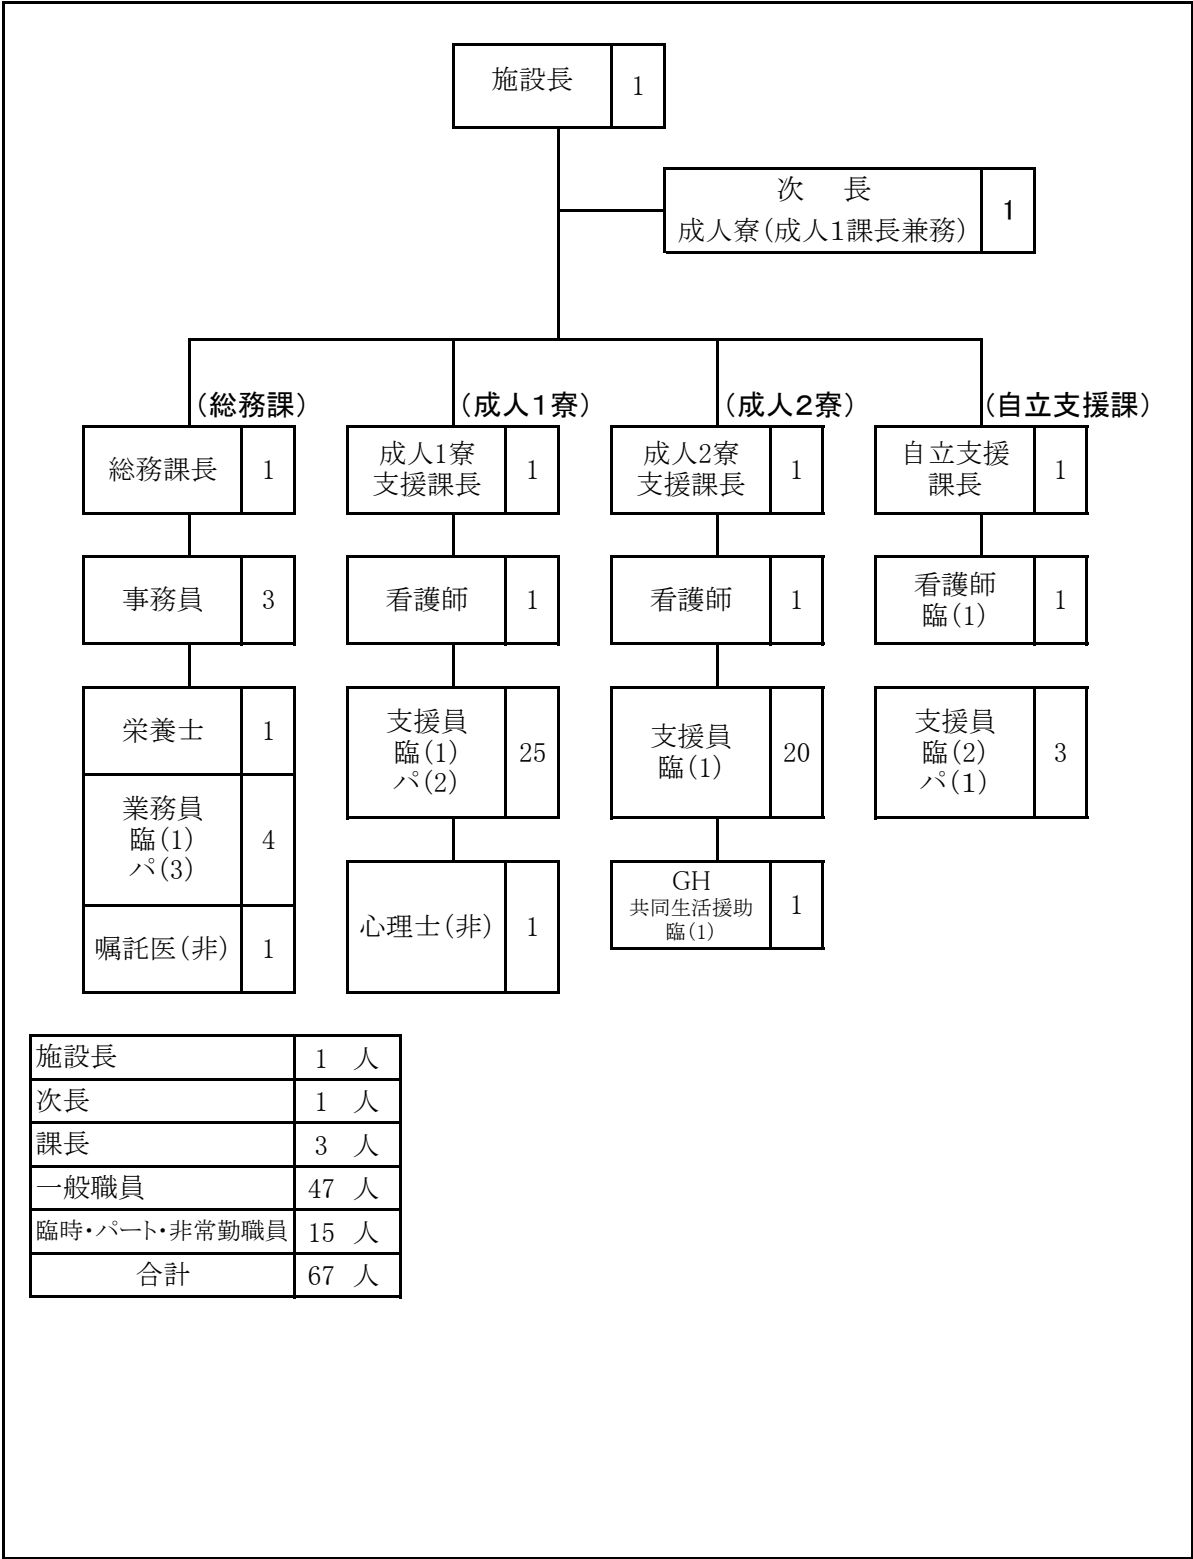 施設長 1
次 長 1
成人寮(成人1課長兼務)
(総務課) (成人1寮) (成人2寮) (自立支援課)
総務課長 1
成人1寮
支援課長 1
成人2寮
支援課長 1
自立支援
課長 1
事務員 3
看護師 1
看護師 1
看護師
臨(1) 1
栄養士 1
業務員
臨(1) 4
パ(3)
嘱託医(非) 1
支援員
臨(1) 25
パ(2)
支援員
臨(1) 20
支援員
臨(2) 3
パ(1)
心理士(非) 1
GH
共同生活援助 1
臨(1)
施設長 1 人
次長 1 人
課長 3 人
一般職員 47 人
臨時・パート・非常勤職員 15 人
合計 67 人